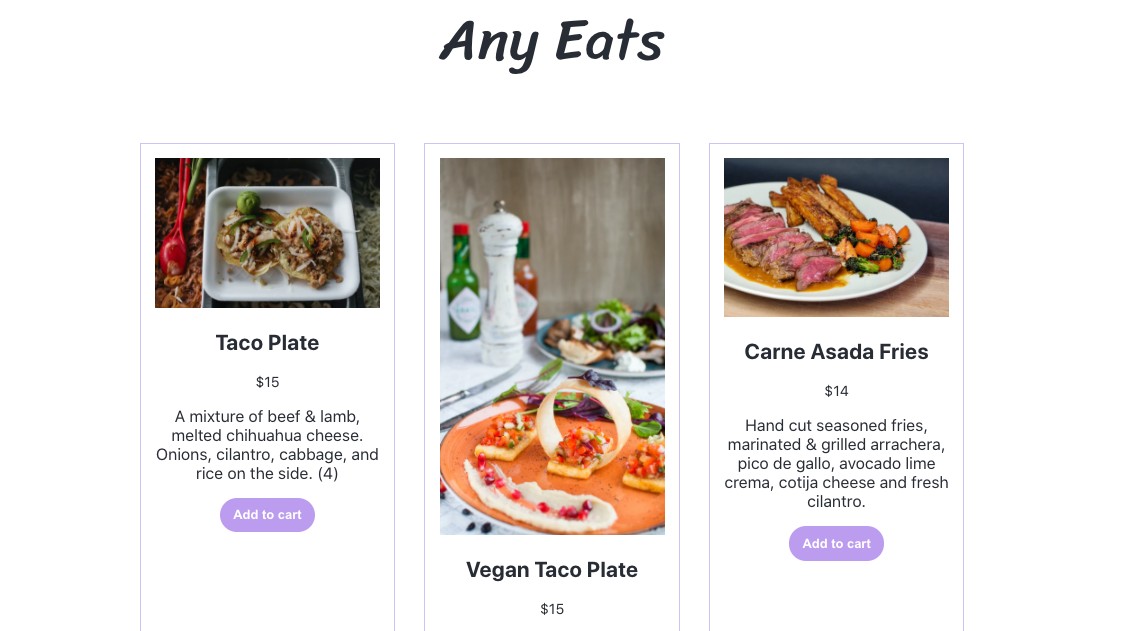 Any Eats
Taco Plate
$15
A mixture of beef & lamb,
melted chihuahua cheese.
Onions, cilantro, cabbage, and
rice on the side. (4)
Add to cart
Vegan Taco Plate
$15
Carne Asada Fries
$14
Hand cut seasoned fries,
marinated & grilled arrachera,
pico de gallo, avocado lime
crema, cotija cheese and fresh
cilantro.
Add to cart